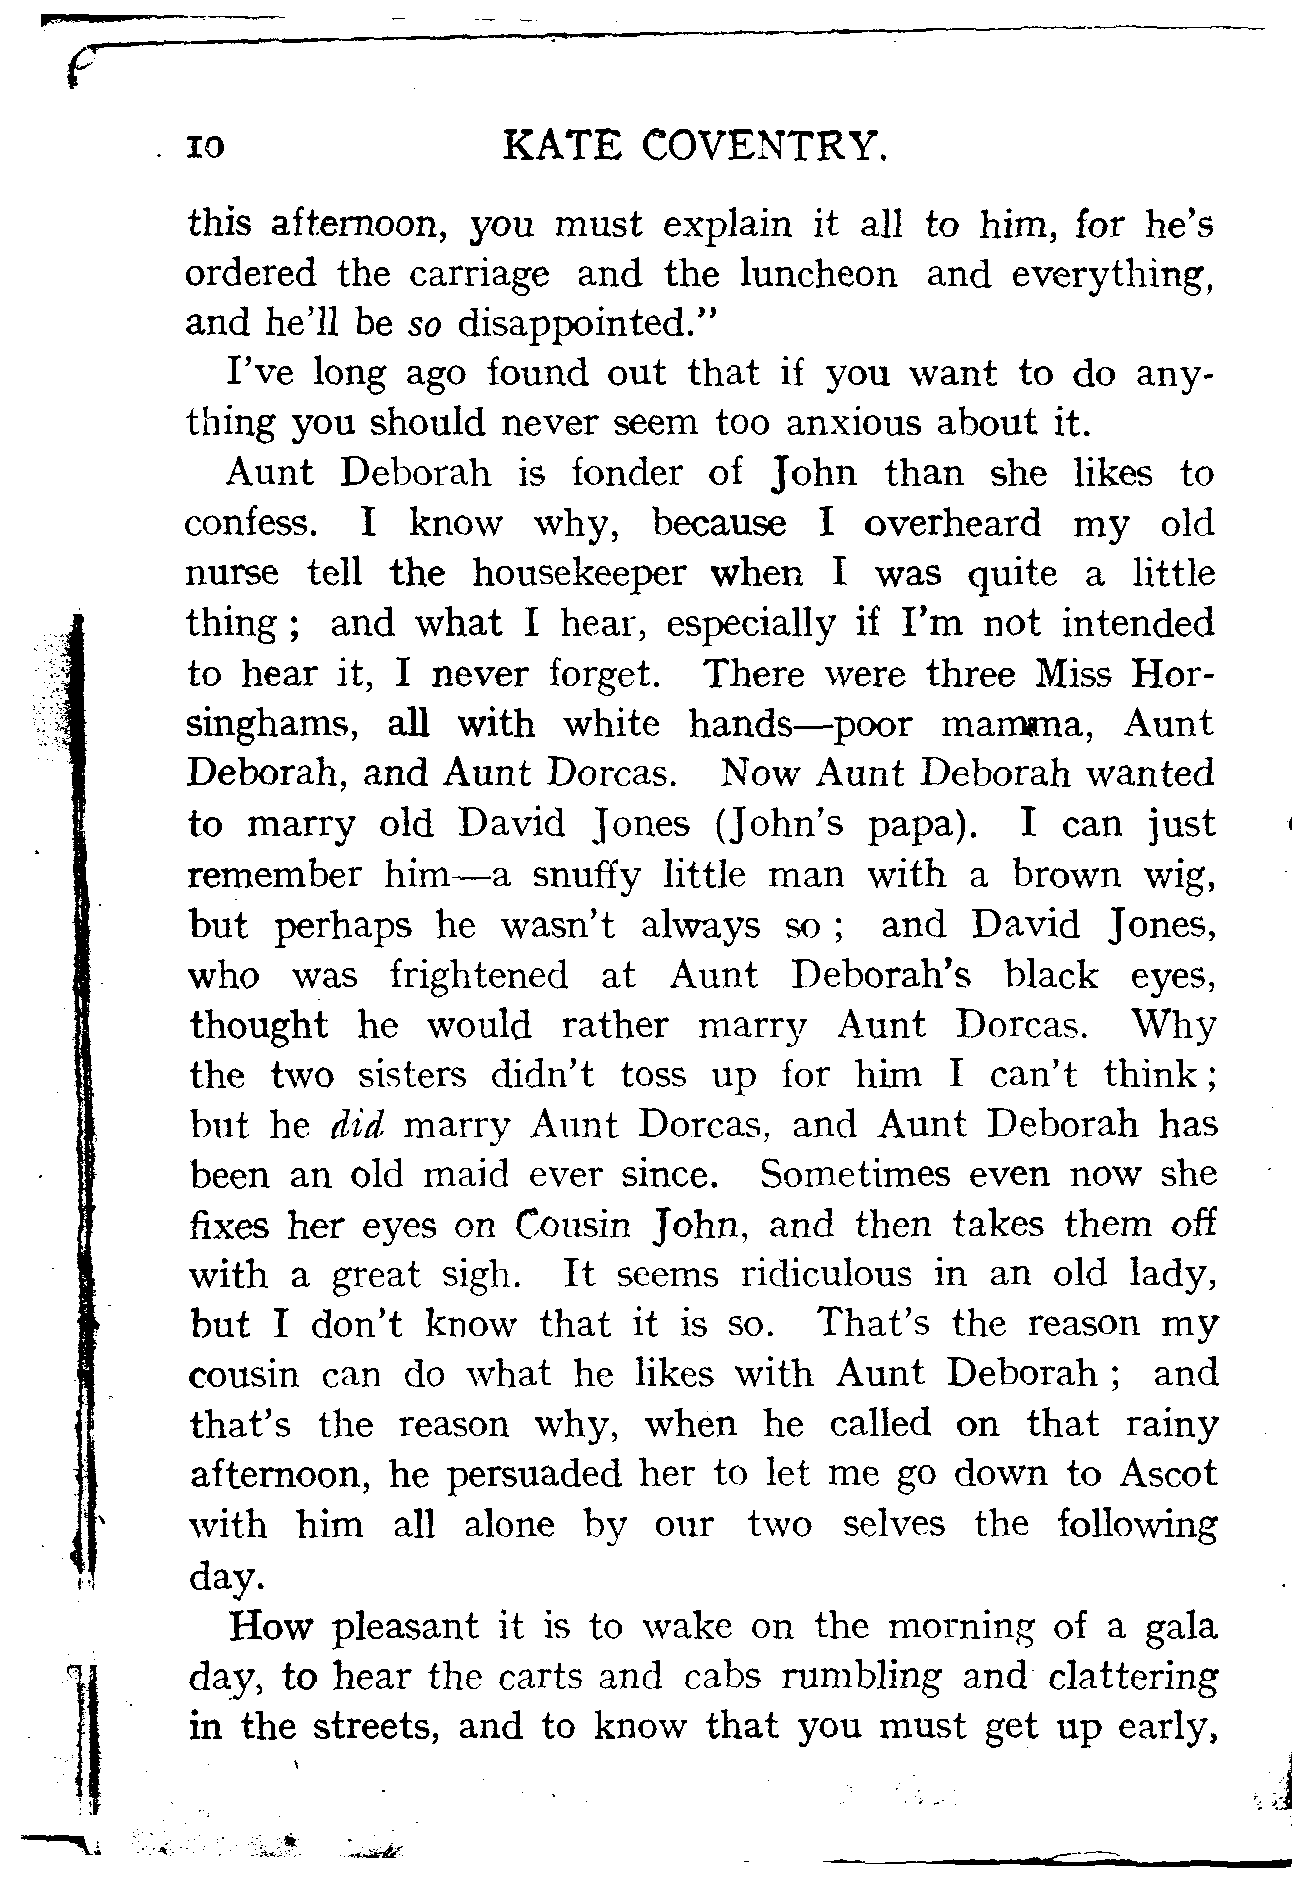 10 KATE COVENTRY.
this afternoon, you must explain it all to him, for he's
ordered the carriage and the luncheon and everything,
and he'll be so disappointed."
I've long ago found out that if you want to do any-
thing you should never seem too anxious about it.
Aunt Deborah is fonder of John than she likes to
confess. I know why, because I overheard my old
nurse tell the housekeeper when I was quite a little
thing ; and what I hear, especially if I'm not intended
to hear it, I never forget. There were three Miss Hor-
singhams, all with white hands—poor mamma, Aunt
Deborah, and Aunt Dorcas. Now Aunt Deborah wanted
to marry old David Jones (John's papa). I can just
remember him—a snuffy little man with a brown wig,
but perhaps he wasn't always so ; and David Jones,
who was frightened at Aunt Deborah's black eyes,
thought he would rather marry Aunt Dorcas. Why
the two sisters didn't toss up for him I can't think ;
but he did marry Aunt Dorcas, and Aunt Deborah has
been an old maid ever since. Sometimes even now she
fixes her eyes on Cousin John, and then takes them off
with a great sigh. It seems ridiculous in an old lady,
but I don't know that it is so. That's the reason my
cousin can do what he likes with Aunt Deborah ; and
that's the reason why, when he called on that rainy
afternoon, he persuaded her to let me go down to Ascot
with him all alone by our two selves the following
day.
How pleasant it is to wake on the morning of a gala
day, to hear the carts and cabs rumbling and clattering
in the streets, and to know that you must get up early,